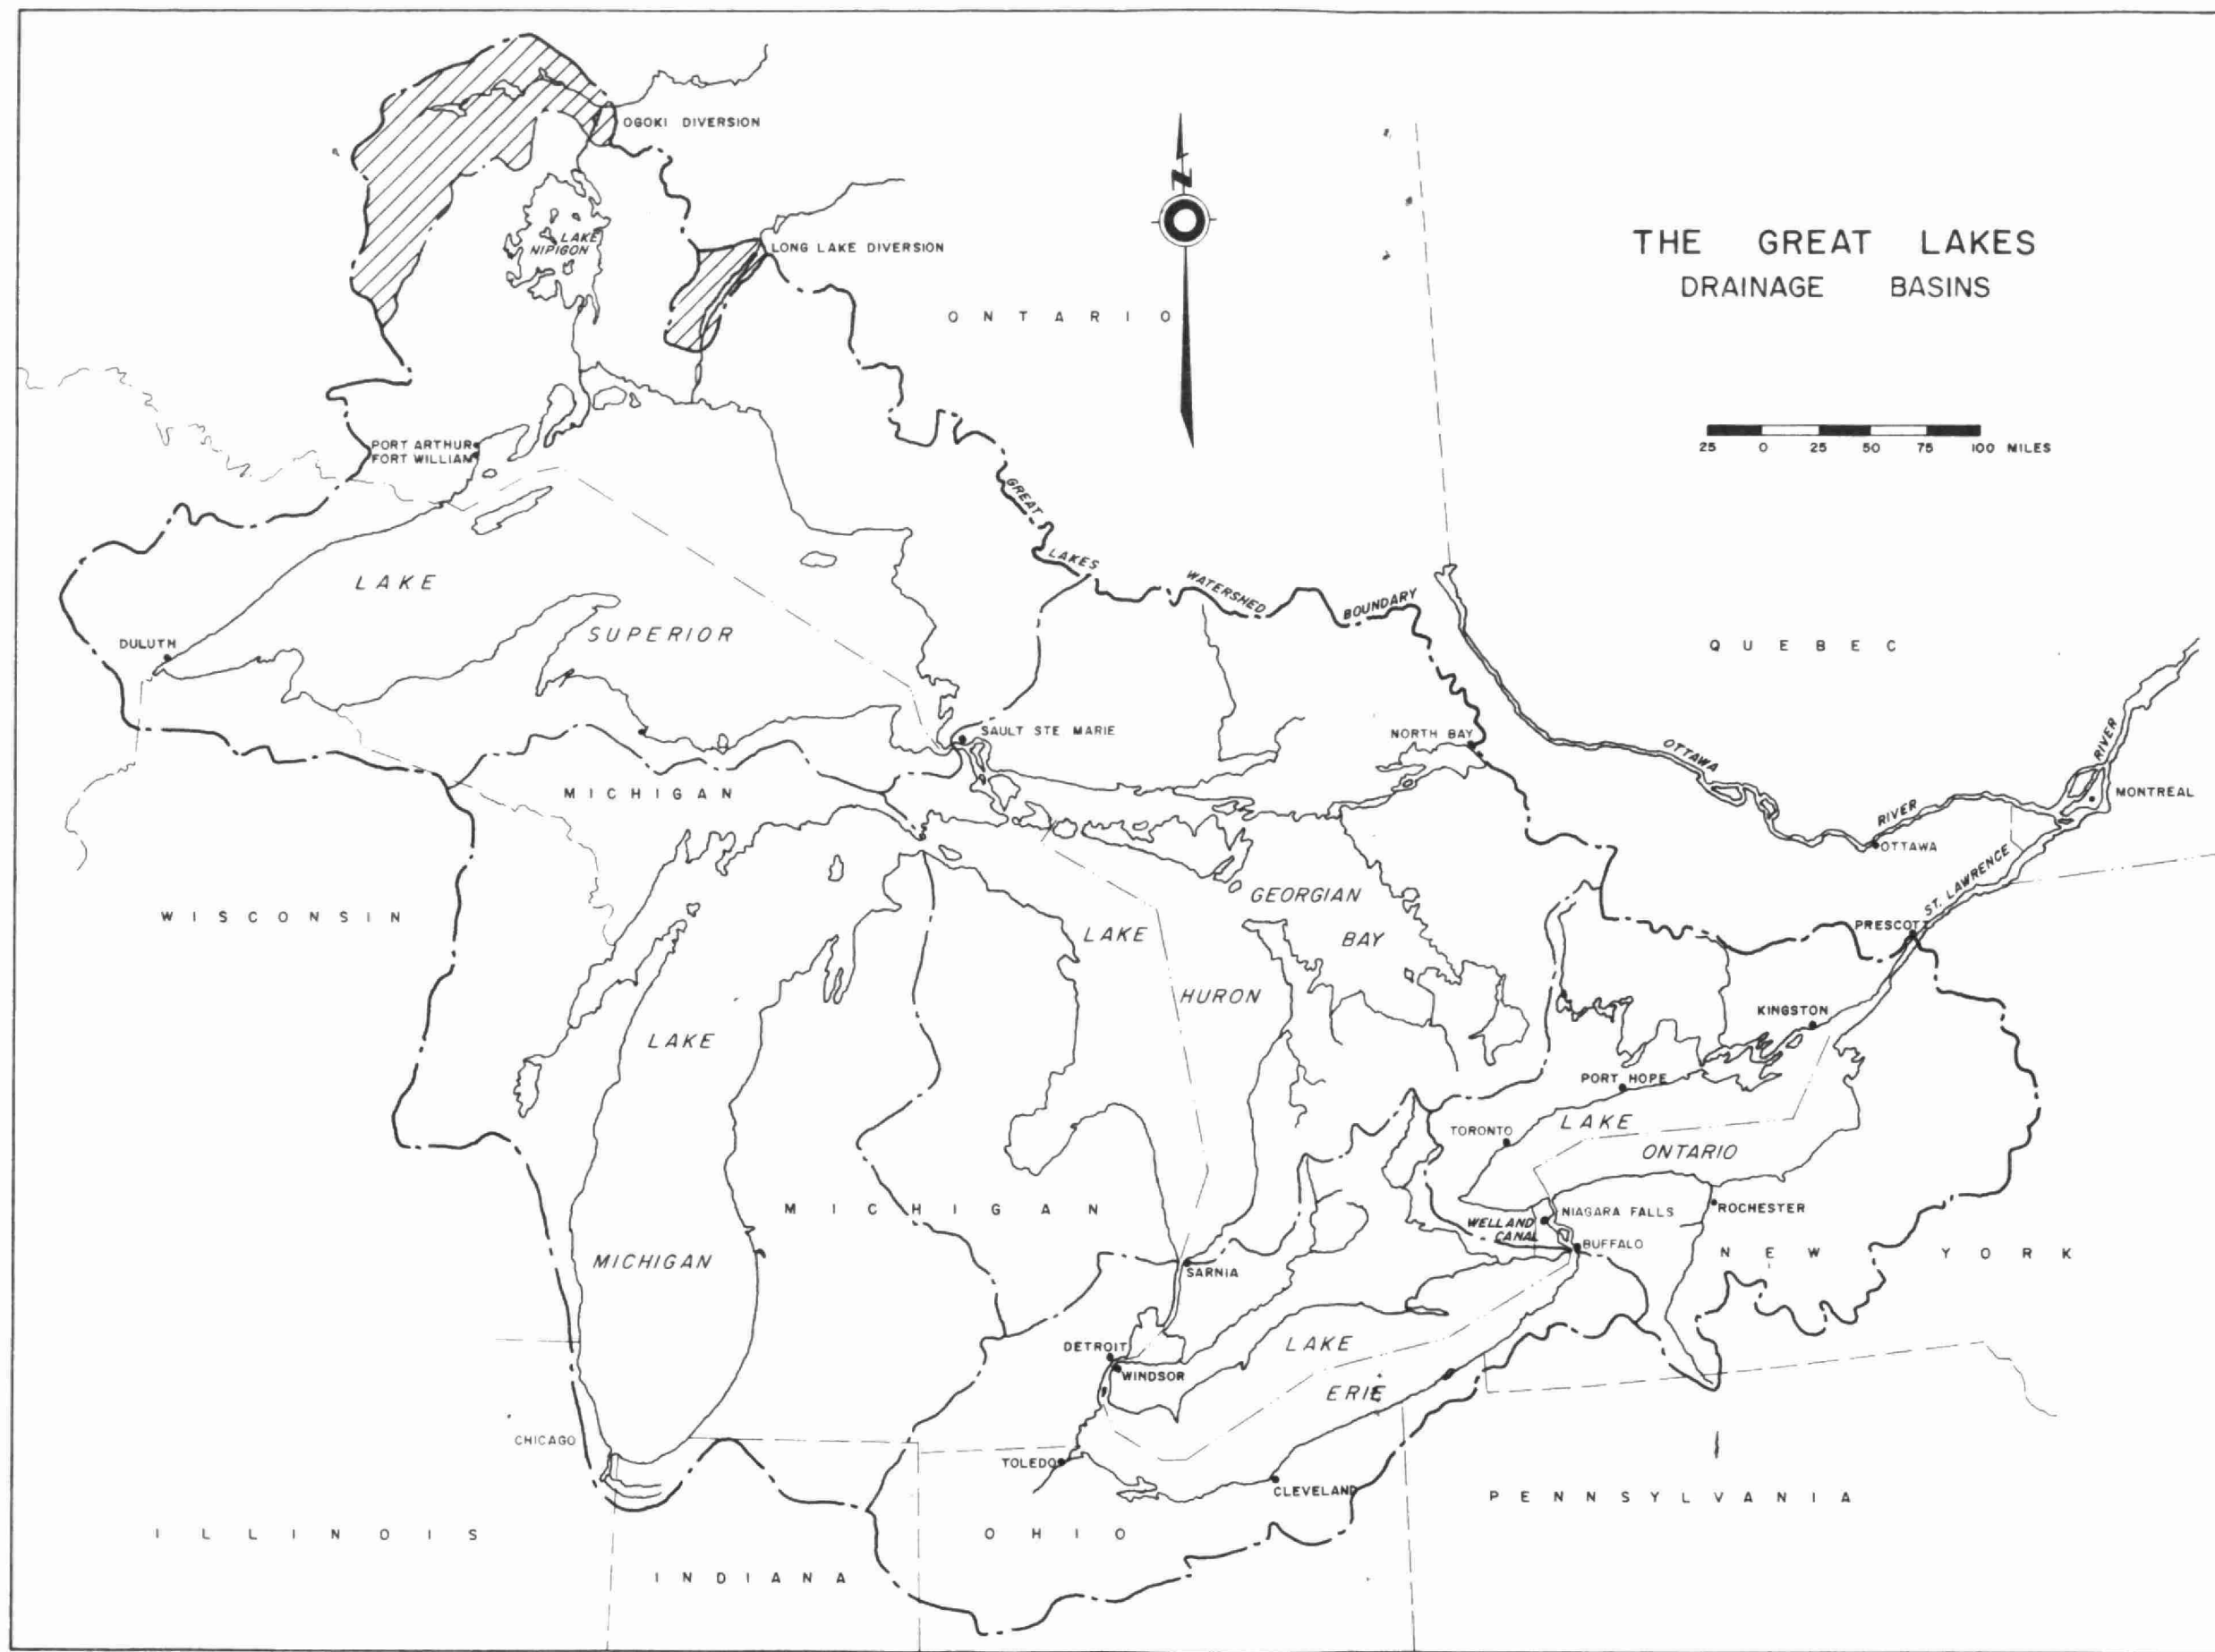 OGOKI DIVERSION
LAKE
NIPIGON
LONG LAKE DIVERSION
N
ONTARIO
THE GREAT LAKES
DRAINAGE BASINS
25 0 25 50 75 100 MILES
PORT ARTHUR
FORT WILLIAM
GREAT
LAKES
WATERSHED
BOUNDARY
LAKE
SUPERIOR
DULUTH
QUEBEC
SAULT STE MARIE
NORTH BAY
OTTAWA
RIVER
RIVER
MONTREAL
OTTAWA
ST. LAWRENCE
MICHIGAN
WISCONSIN
GEORGIAN
BAY
LAKE
HURON
PRESCOTT
KINGSTON
LAKE
MICHIGAN
PORT HOPE
TORONTO
LAKE
ONTARIO
MICHIGAN
WELLAND
CANAL
NIAGARA FALLS
ROCHESTER
BUFFALO
NEW YORK
SARNIA
DETROIT
WINDSOR
LAKE
ERIE
CHICAGO
TOLEDO
CLEVELAND
PENNSYLVANIA
ILLINOIS
OHIO
INDIANA